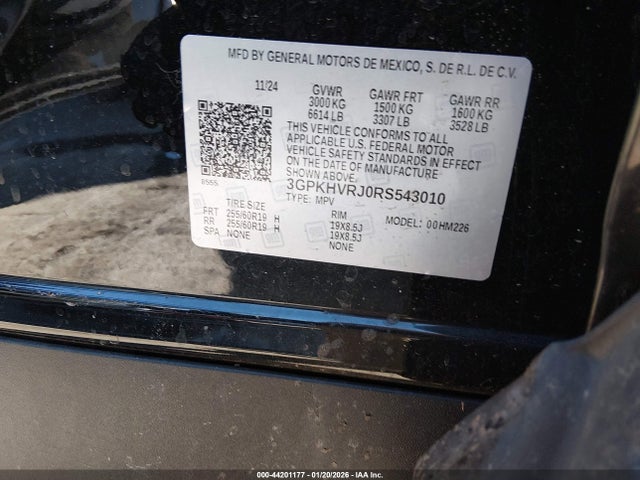 MFD BY GENERAL MOTORS DE MEXICO, S. DE R.L. DE C.V.
11/24 GVWR GAWR FRT GAWR RR
3000 KG 1500 KG 1600 KG
6614 LB 3307 LB 3528 LB
THIS VEHICLE CONFORMS TO ALL
APPLICABLE U.S. FEDERAL MOTOR
VEHICLE SAFETY STANDARDS IN EFFECT
ON THE DATE OF MANUFACTURE
SHOWN ABOVE.
8555 3GPKHVRJ0RS543010
TYPE: MPV
TIRE SIZE RIM MODEL: 00HM226
FRT 255/60R19 H 19X8.5J
RR 255/60R19 H 19X8.5J
SPA NONE NONE
000-44201177 - 01/20/2026 - IAAI.COM